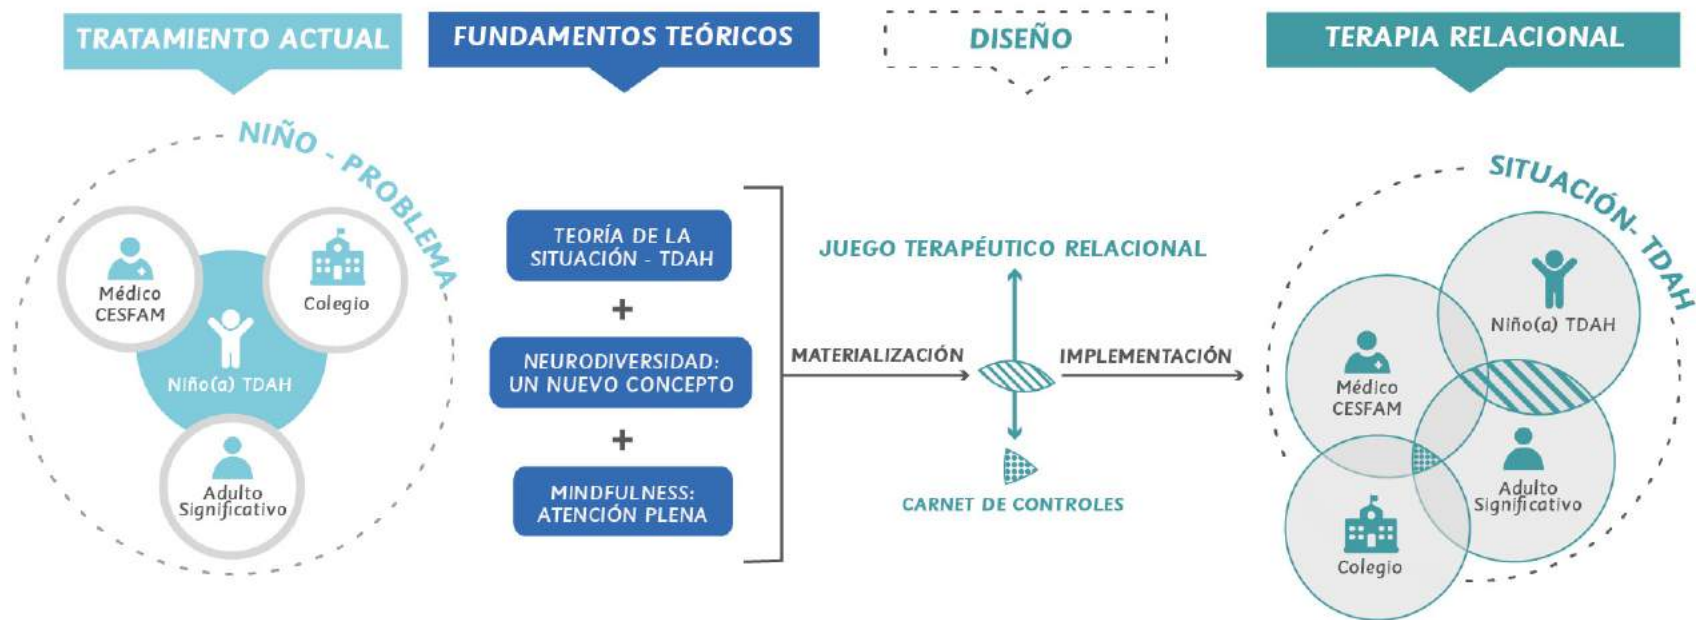 TRATAMIENTO ACTUAL
FUNDAMENTOS TEÓRICOS
DISEÑO
TERAPIA RELACIONAL
NIÑO - PROBLEMA
Médico
CESFAM
Colegio
Niño(a) TDAH
Adulto
Significativo
TEORÍA DE LA
SITUACIÓN - TDAH
+
NEURODIVERSIDAD:
UN NUEVO CONCEPTO
+
MINDFULNESS:
ATENCIÓN PLENA
MATERIALIZACIÓN
JUEGO TERAPÉUTICO RELACIONAL
CARNET DE CONTROLES
IMPLEMENTACIÓN
SITUACIÓN- TDAH
Niño(a) TDAH
Médico
CESFAM
Adulto
Significativo
Colegio